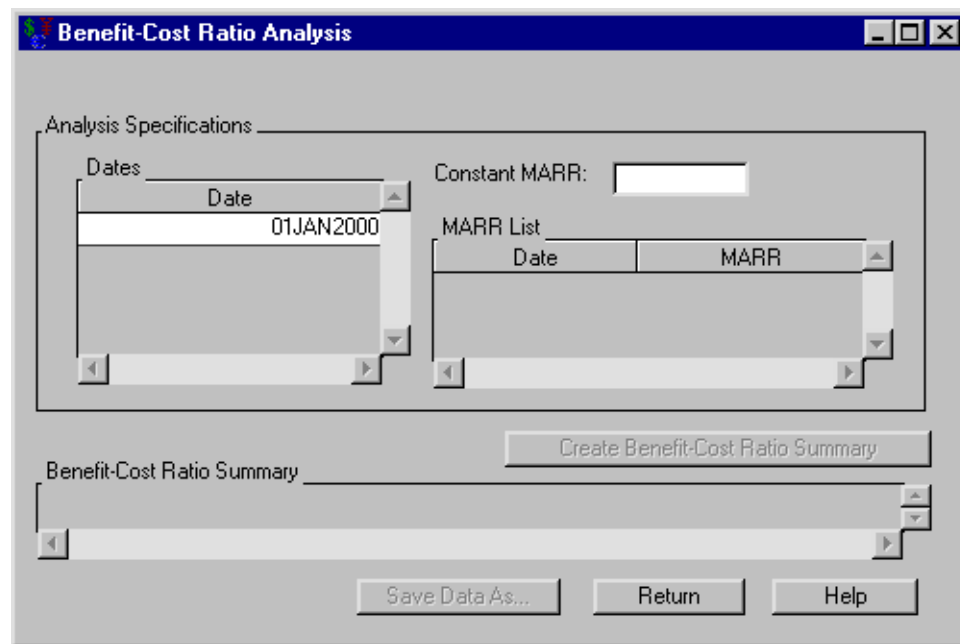 Benefit-Cost Ratio Analysis
Analysis Specifications
Dates
Date
01JAN2000
Constant MARR:
MARR List
Date MARR
Create Benefit-Cost Ratio Summary
Benefit-Cost Ratio Summary
Save Data As... Return Help